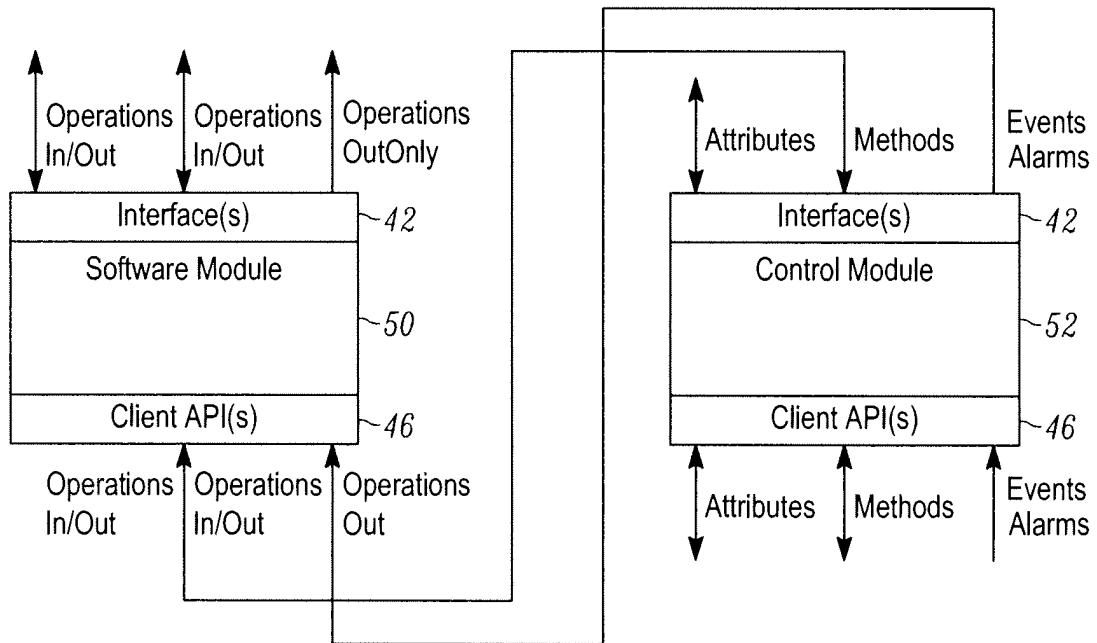 Operations
In/Out
Operations
In/Out
Operations
OutOnly
Interface(s)
42
Software Module
50
Client API(s)
46
Operations
In/Out
Operations
In/Out
Operations
Out
Attributes
Methods
Events
Alarms
Interface(s)
42
Control Module
52
Client API(s)
46
Attributes
Methods
Events
Alarms